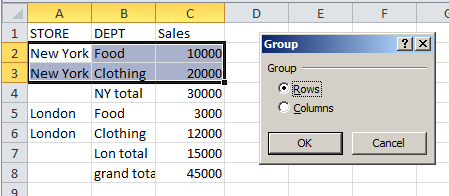 A B C D E F G
1 STORE DEPT Sales
2 New York Food 10000
3 New York Clothing 20000
4 NY total 30000
5 London Food 3000
6 London Clothing 12000
7 Lon total 15000
8 grand tota 45000
Group ? X
Group
Rows
Columns
OK Cancel